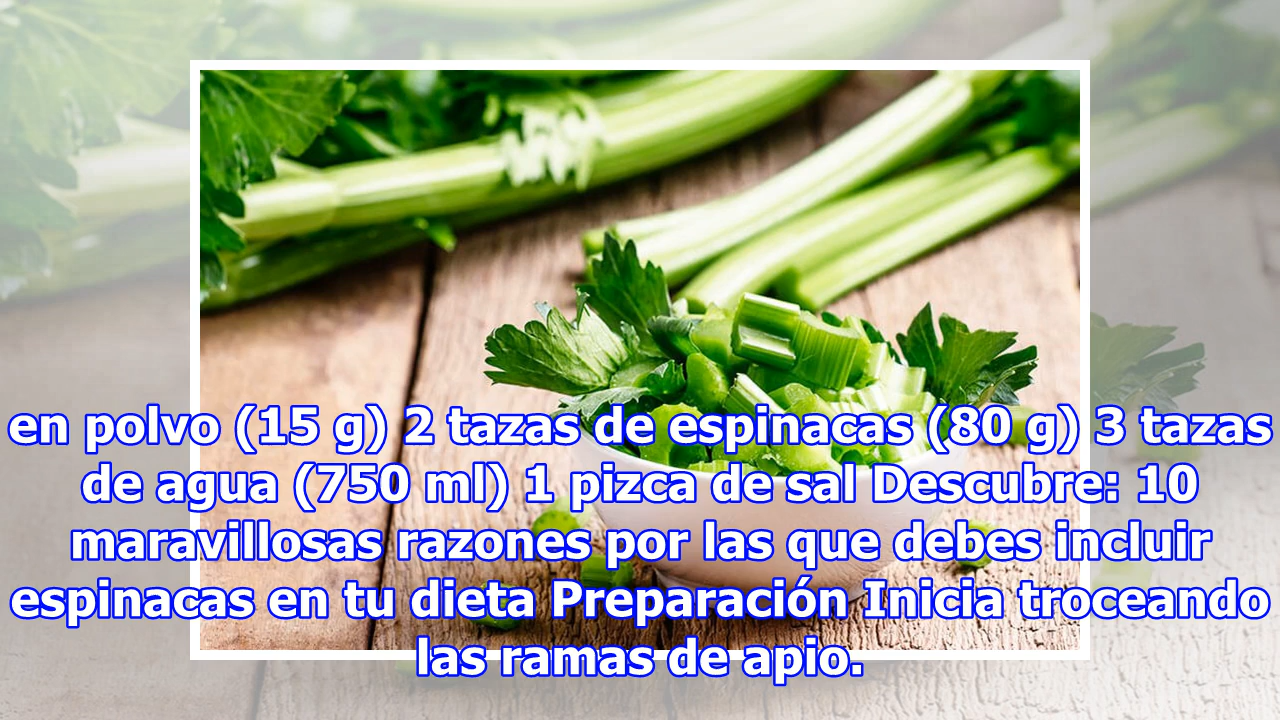 en polvo (15 g) 2 tazas de espinacas (80 g) 3 tazas
de agua (750 ml) 1 pizca de sal Descubre: 10
maravillosas razones por las que debes incluir
espinacas en tu dieta Preparación Inicia troceando
las ramas de apio.